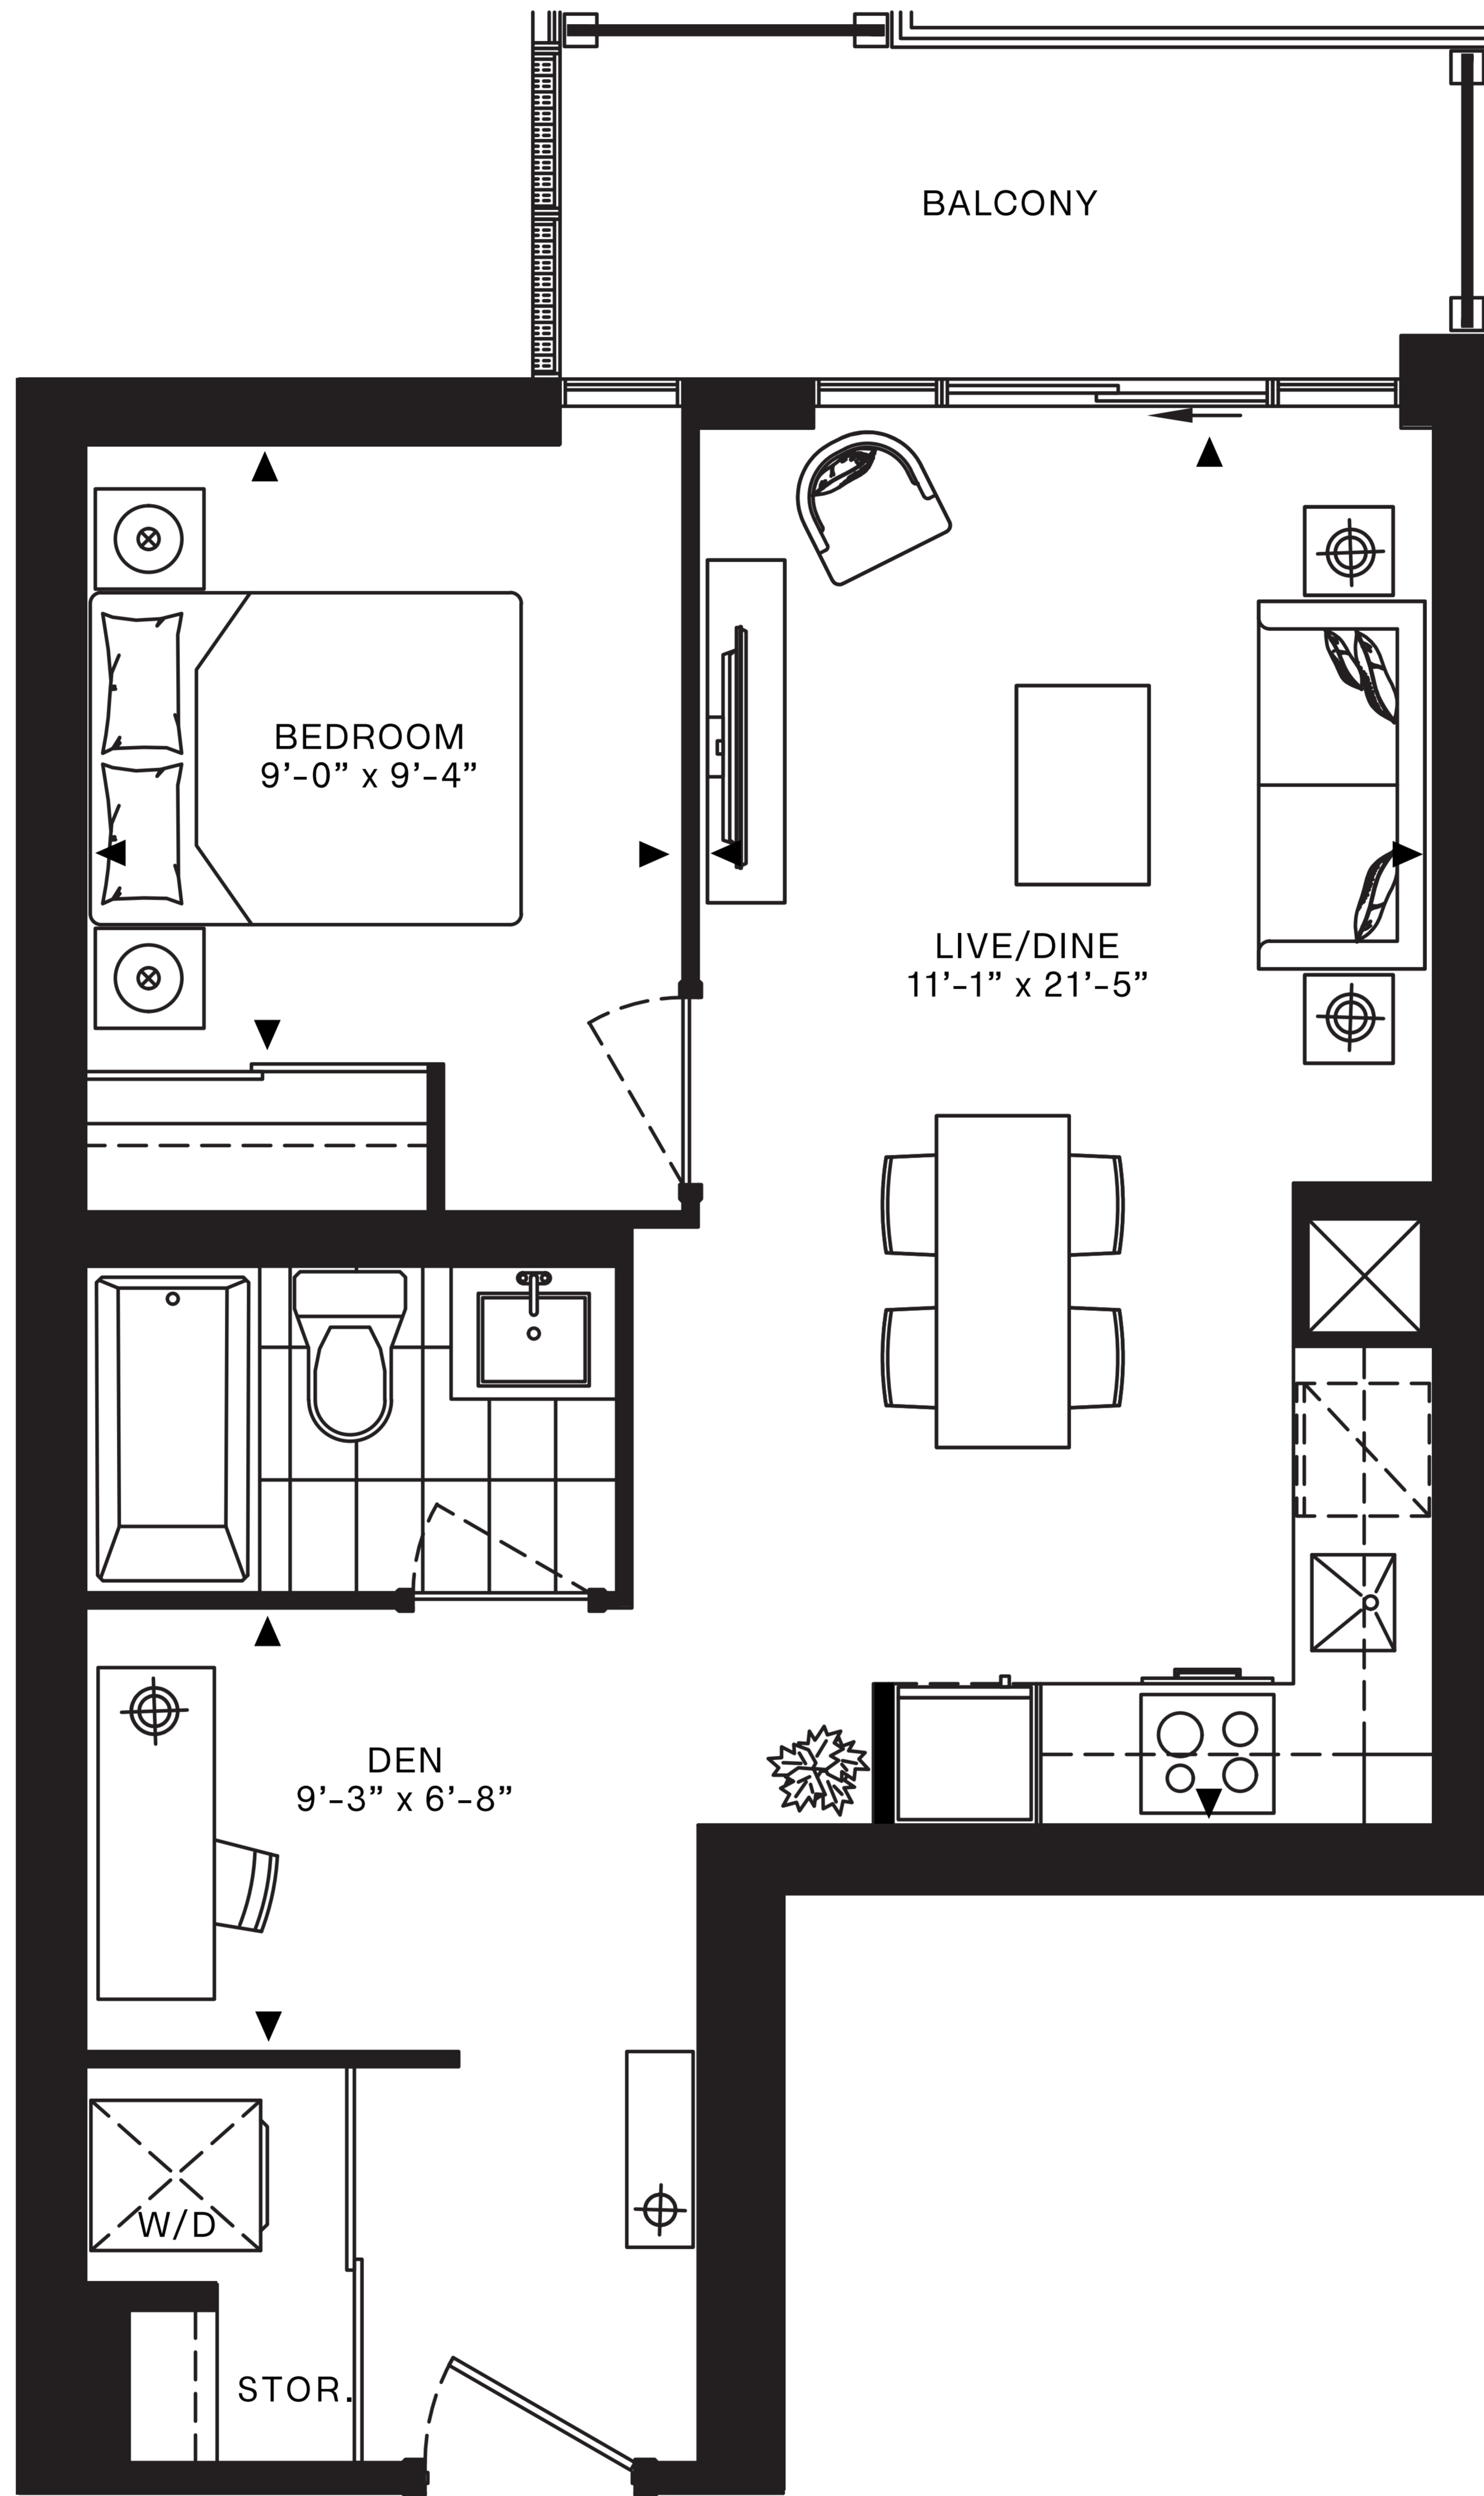 BALCONY
BEDROOM
9’-0” x 9’-4”
LIVE/DINE
11’-1” x 21’-5”
DEN
9’-3” x 6’-8”
W/D
STOR.